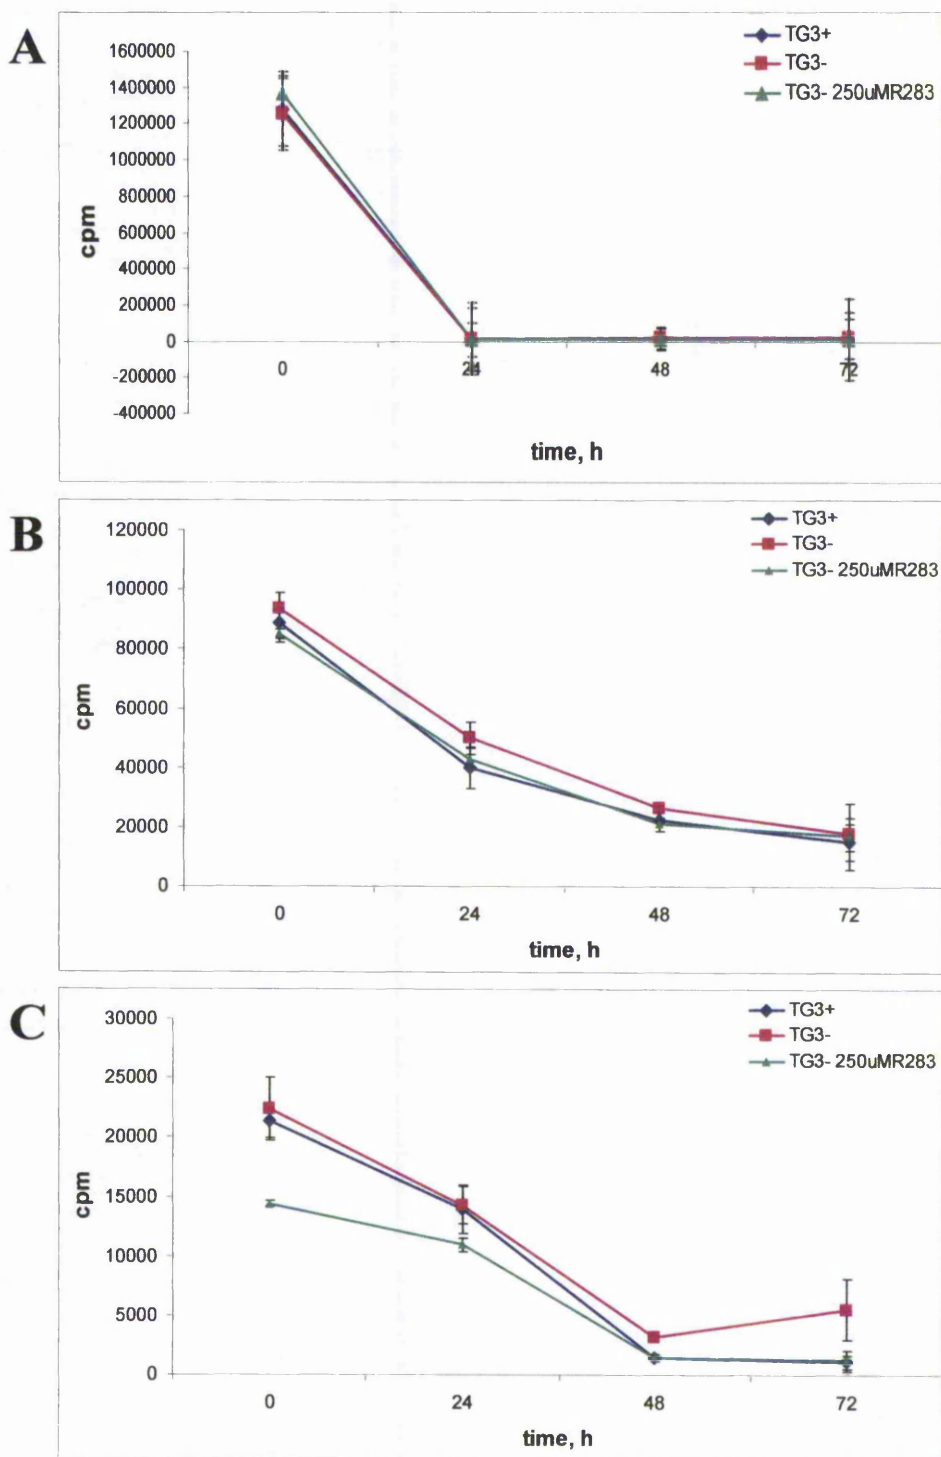 A
TG3+
TG3-
TG3- 250uMR283
1600000
1400000
1200000
1000000
800000
600000
400000
200000
0
-200000
-400000
cpm
0 24 48 72
time, h
B
TG3+
TG3-
TG3- 250uMR283
120000
100000
80000
60000
40000
20000
0
cpm
0 24 48 72
time, h
C
TG3+
TG3-
TG3- 250uMR283
30000
25000
20000
15000
10000
5000
0
cpm
0 24 48 72
time, h